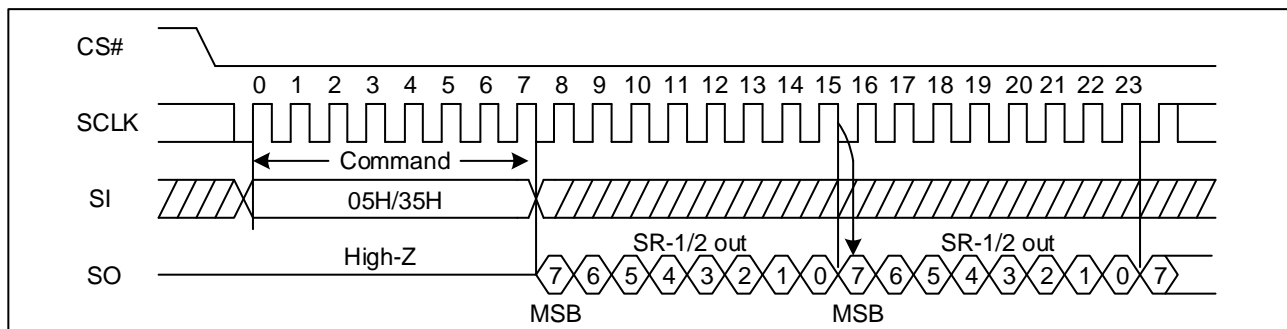 CS#
0 1 2 3 4 5 6 7 8 9 10 11 12 13 14 15 16 17 18 19 20 21 22 23
SCLK
Command
SI
05H/35H
High-Z
SR-1/2 out
SR-1/2 out
SO
7 6 5 4 3 2 1 0 7 6 5 4 3 2 1 0 7
MSB
MSB